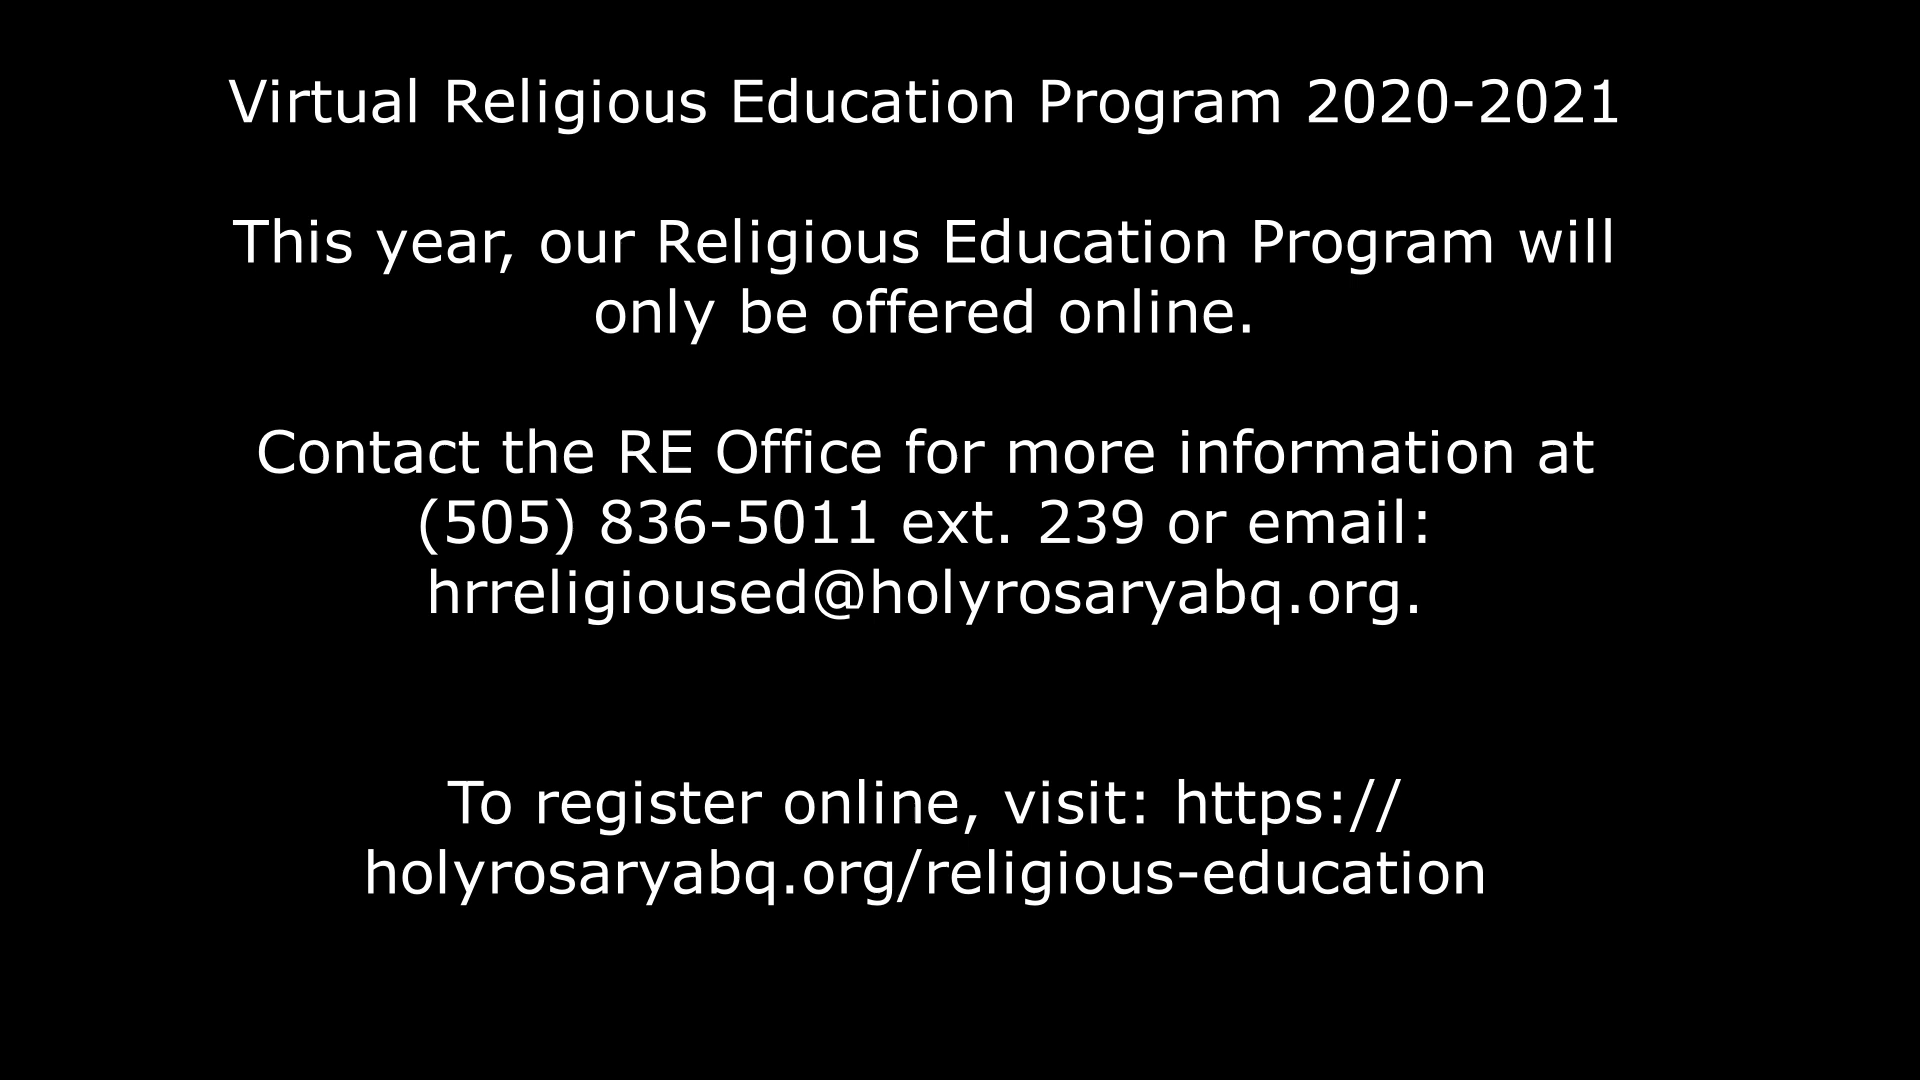 Virtual Religious Education Program 2020-2021
This year, our Religious Education Program will
only be offered online.
Contact the RE Office for more information at
(505) 836-5011 ext. 239 or email:
hrreligioused@holyrosaryabq.org.
To register online, visit: https://
holyrosaryabq.org/religious-education